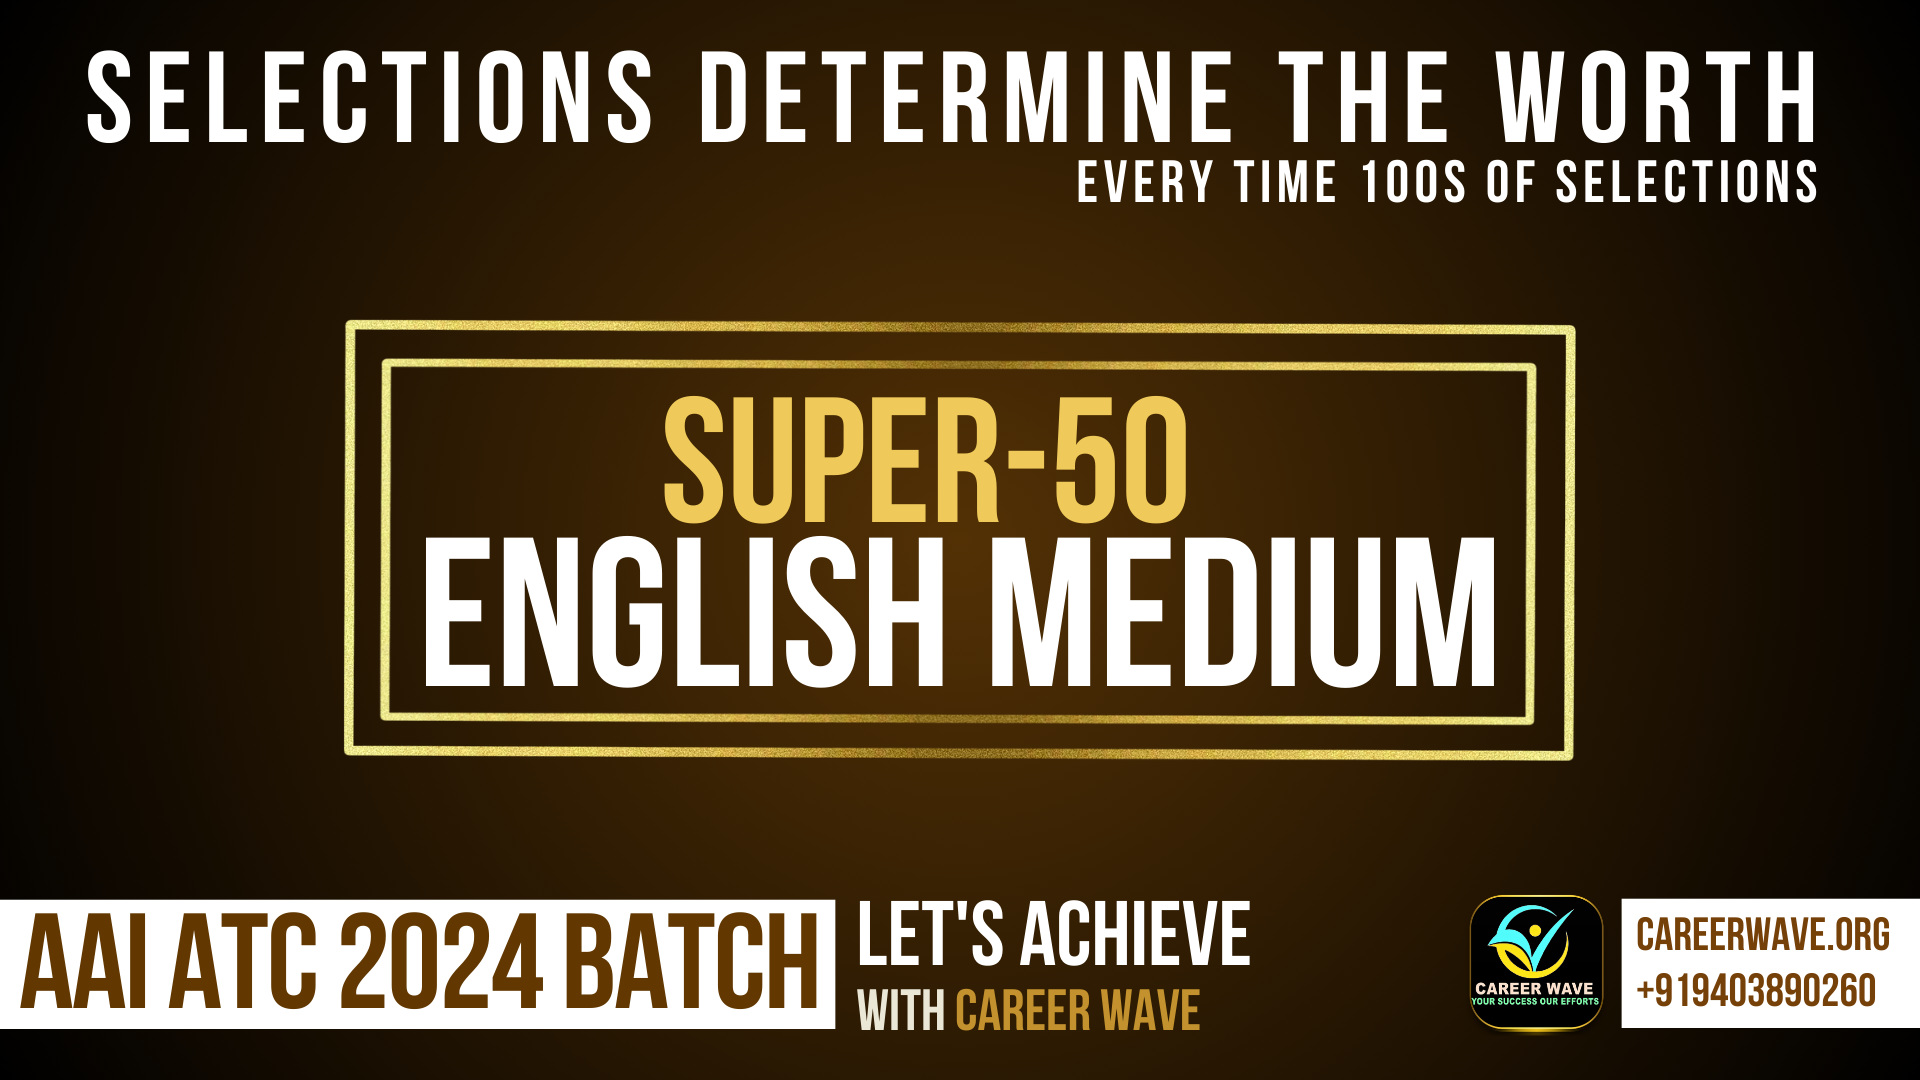 SELECTIONS DETERMINE THE WORTH
EVERY TIME 100S OF SELECTIONS
SUPER-50
ENGLISH MEDIUM
AAI ATC 2024 BATCH
LET'S ACHIEVE
WITH CAREER WAVE
CAREER WAVE
YOUR SUCCESS OUR EFFORTS
CAREERWAVE.ORG
+919403890260